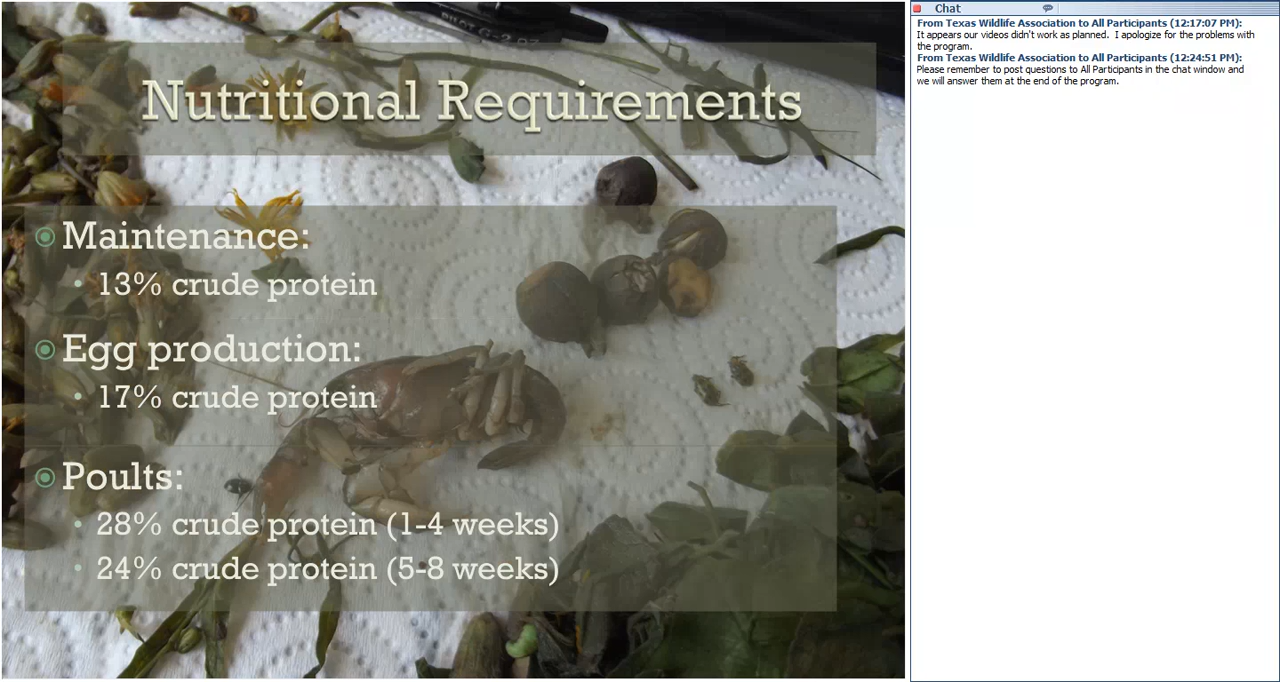 PILOT G-2 07
Nutritional Requirements
Maintenance:
13% crude protein
Egg production:
17% crude protein
Poults:
28% crude protein (1-4 weeks)
24% crude protein (5-8 weeks)
Chat
From Texas Wildlife Association to All Participants (12:17:07 PM):
It appears our videos didn't work as planned.  I apologize for the problems with
the program.
From Texas Wildlife Association to All Participants (12:24:51 PM):
Please remember to post questions to All Participants in the chat window and
we will answer them at the end of the program.